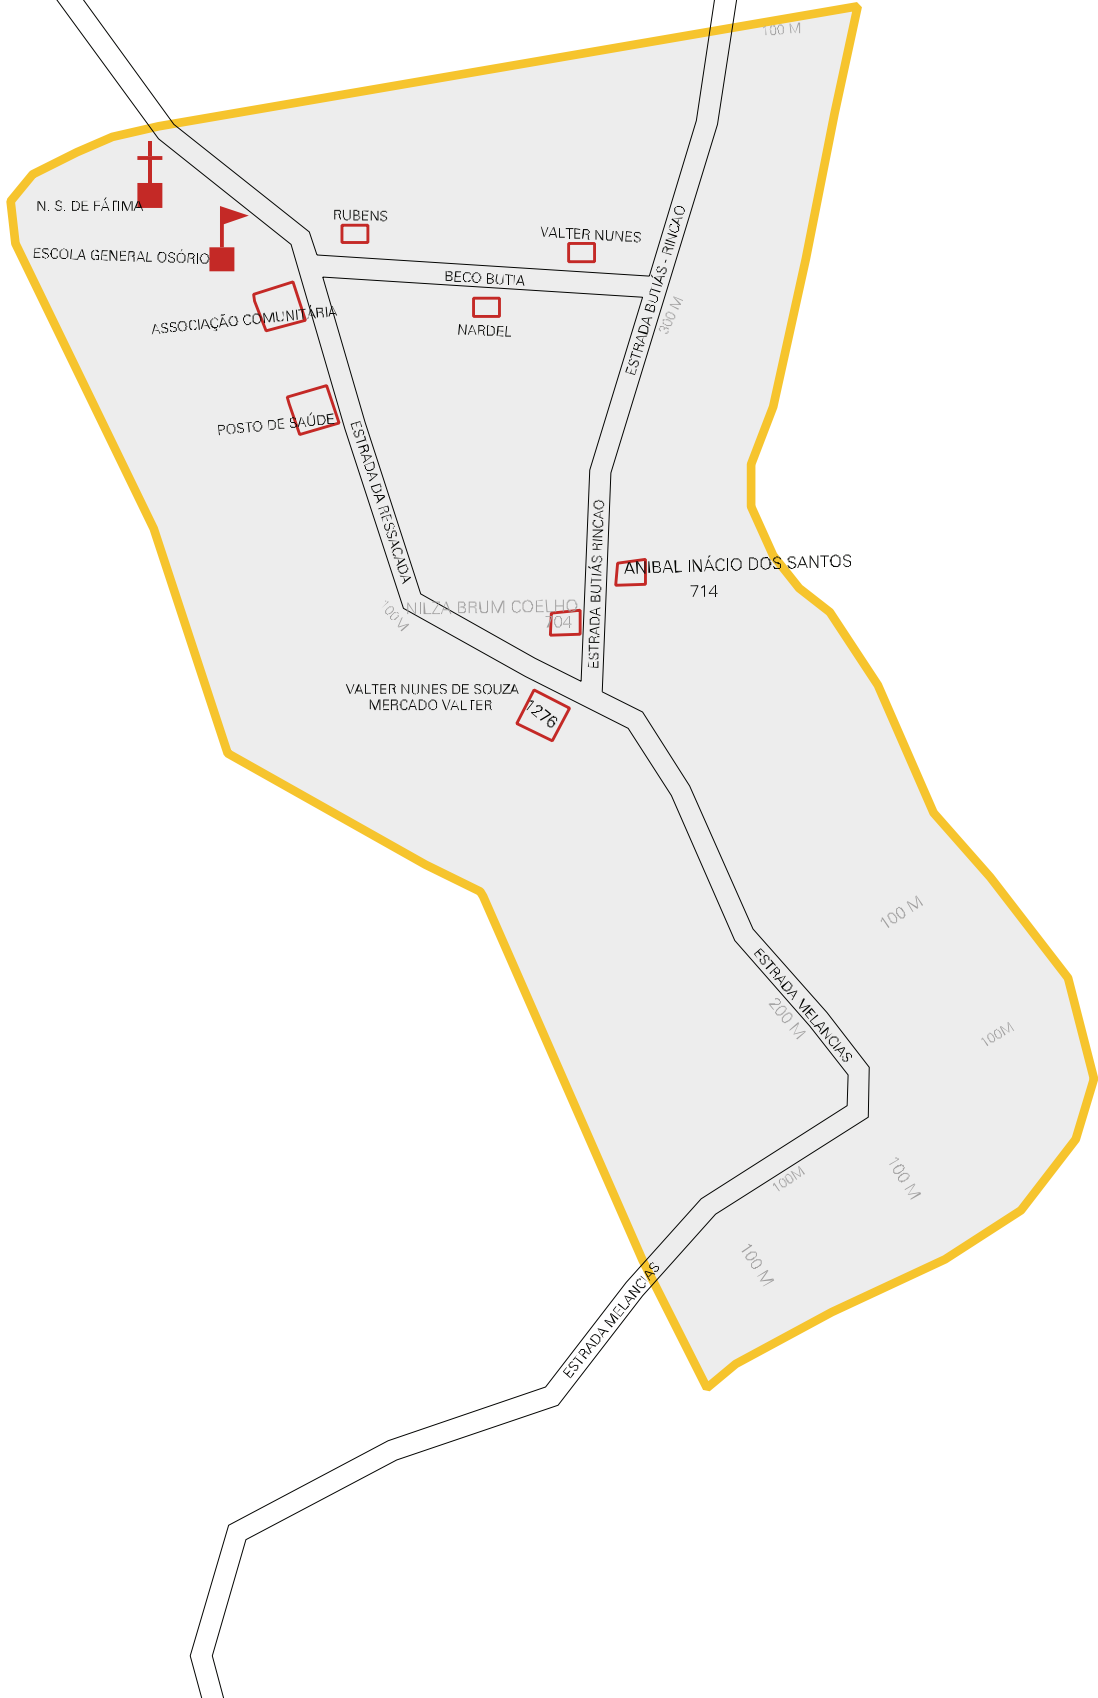 100 M
N. S. DE FÁTIMA
RUBENS
VALTER NUNES
ESCOLA GENERAL OSÓRIO
BECO BUTIA
ESTRADA BUTIÁS - RINCAO
300 M
ASSOCIAÇÃO COMUNITÁRIA
NARDEL
POSTO DE SAÚDE
ESTRADA DA RESSACADA
ESTRADA BUTIÁS RINCAO
ANIBAL INÁCIO DOS SANTOS
714
100M
NILZA BRUM COELHO
704
VALTER NUNES DE SOUZA
MERCADO VALTER
1276
100 M
ESTRADA MELANCIAS
200 M
100M
100M
100 M
100 M
ESTRADA MELANCIAS